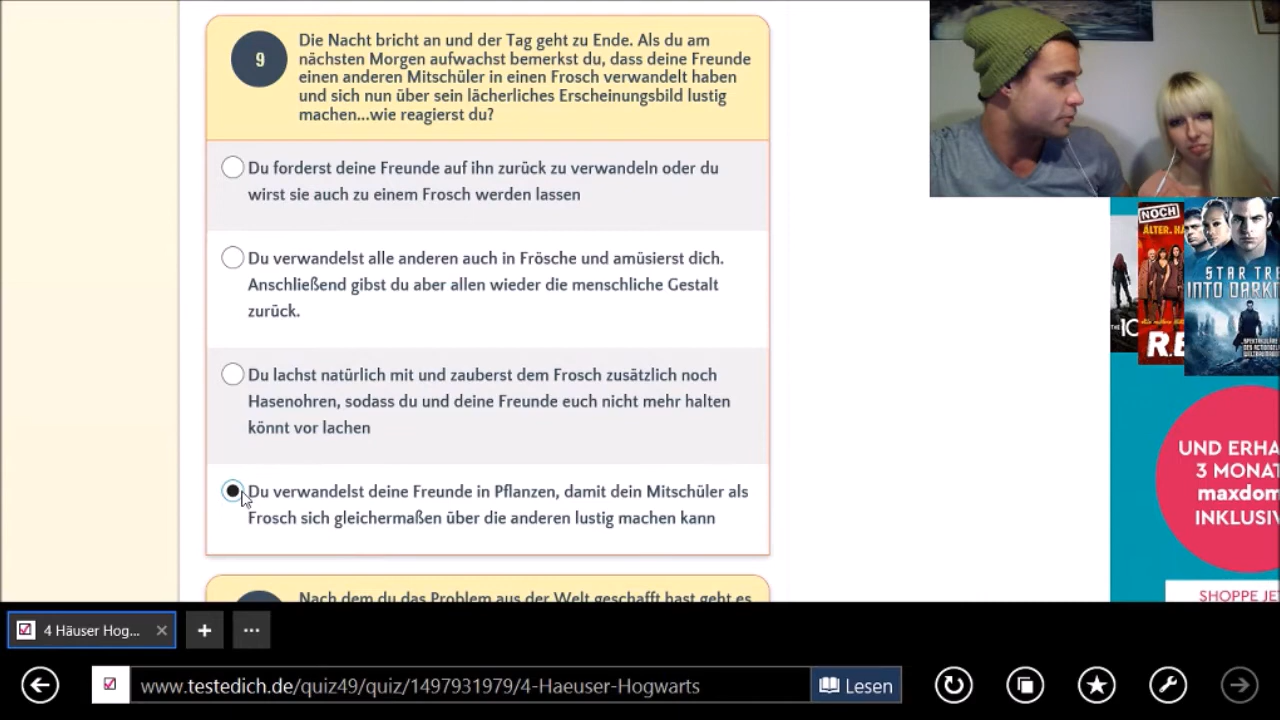 9
Die Nacht bricht an und der Tag geht zu Ende. Als du am
nächsten Morgen aufwachst bemerkst du, dass deine Freunde
einen anderen Mitschüler in einen Frosch verwandelt haben
und sich nun über sein lächerliches Erscheinungsbild lustig
machen...wie reagierst du?
Du forderst deine Freunde auf ihn zurück zu verwandeln oder du
wirst sie auch zu einem Frosch werden lassen
Du verwandelst alle anderen auch in Frösche und amüsierst dich.
Anschließend gibst du aber allen wieder die menschliche Gestalt
zurück.
Du lachst natürlich mit und zauberst dem Frosch zusätzlich noch
Hasenohren, sodass du und deine Freunde euch nicht mehr halten
könnt vor lachen
Du verwandelst deine Freunde in Pflanzen, damit dein Mitschüler als
Frosch sich gleichermaßen über die anderen lustig machen kann
Nach dem du das Problem aus der Welt geschafft hast geht es
NOCH
ÄLTER. HÄ
THE 10
R.E
STAR TRE
INTO DARKN
UND ERHA
3 MONAT
maxdom
INKLUSIV
SHOPPE JET
4 Häuser Hog...
www.testedich.de/quiz49/quiz/1497931979/4-Haeuser-Hogwarts
Lesen